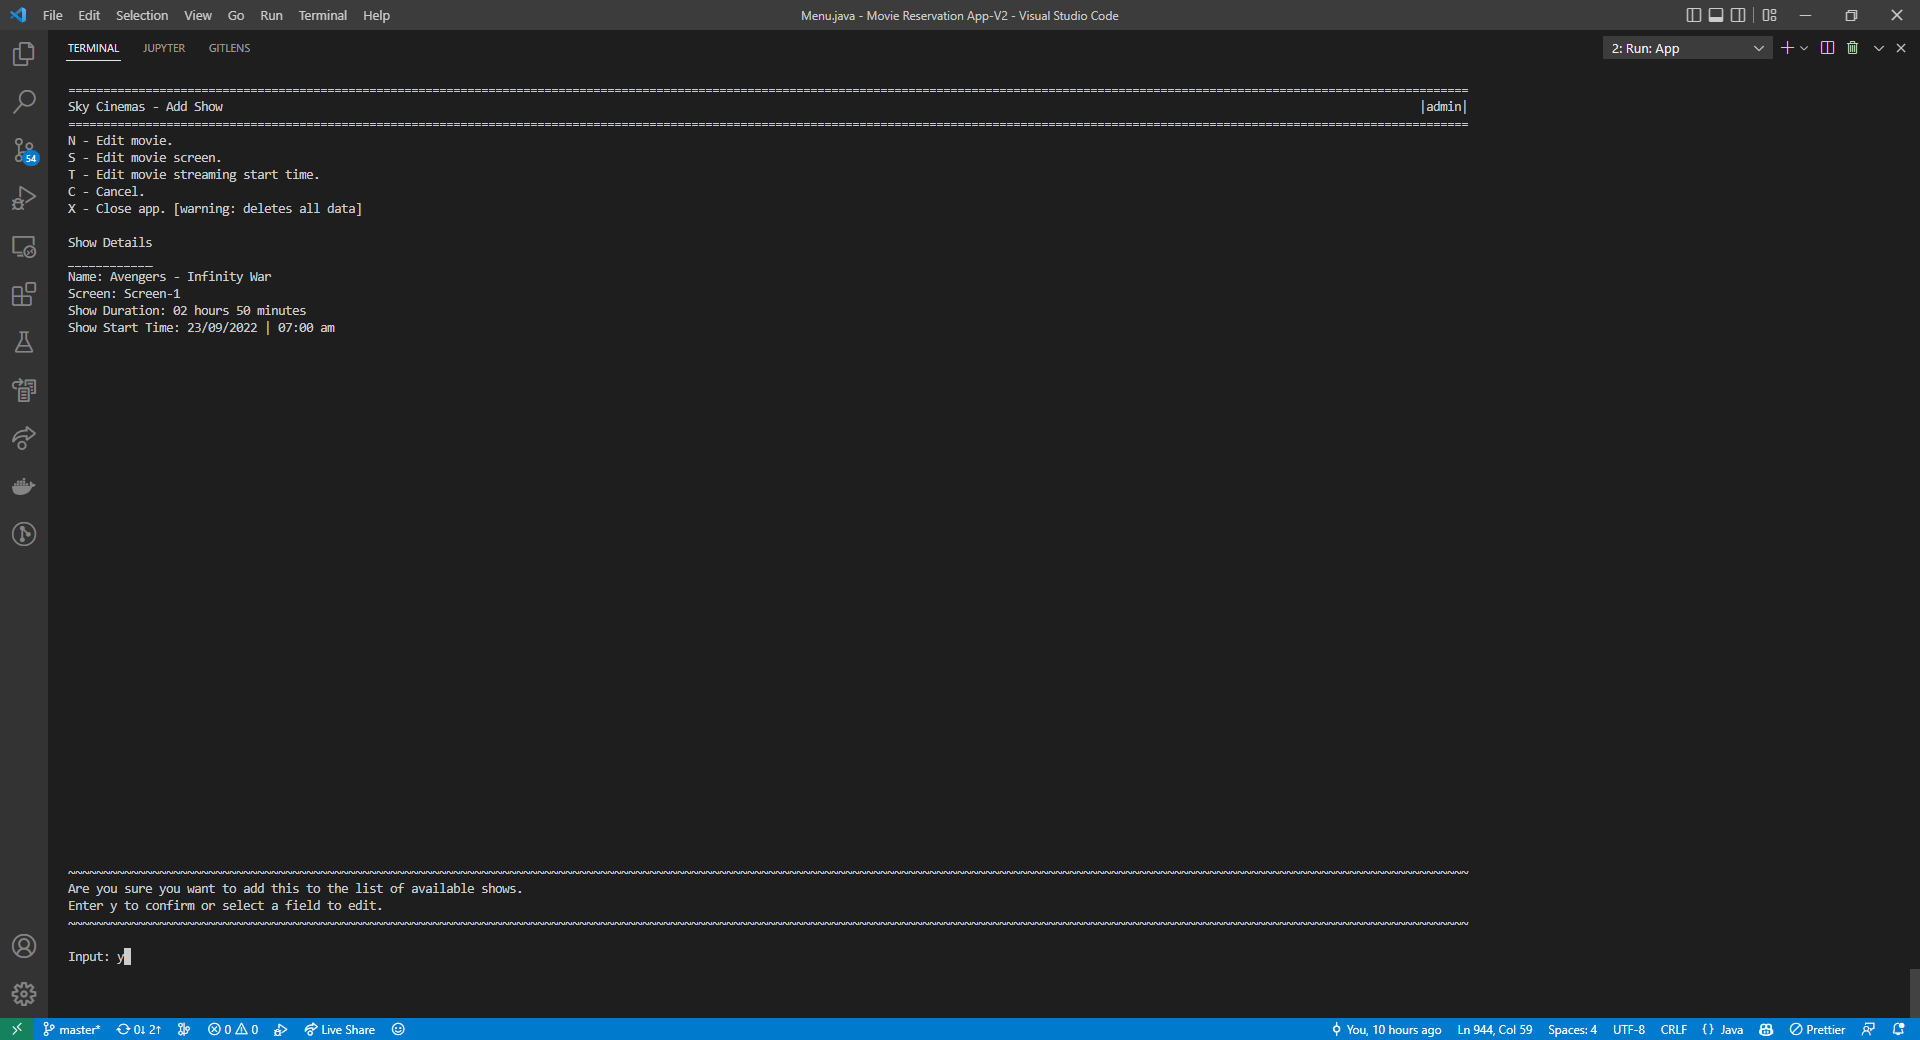 File Edit Selection View Go Run Terminal Help
Menu.java - Movie Reservation App-V2 - Visual Studio Code
TERMINAL JUPYTER GITLENS
2: Run: App
Sky Cinemas - Add Show |admin|
N - Edit movie.
S - Edit movie screen.
T - Edit movie streaming start time.
C - Cancel.
X - Close app. [warning: deletes all data]
Show Details
____________
Name: Avengers - Infinity War
Screen: Screen-1
Show Duration: 02 hours 50 minutes
Show Start Time: 23/09/2022 | 07:00 am
Are you sure you want to add this to the list of available shows.
Enter y to confirm or select a field to edit.
Input: y
54
master* 0↓ 2↑ 0 0 Live Share
You, 10 hours ago Ln 944, Col 59 Spaces: 4 UTF-8 CRLF {} Java Prettier